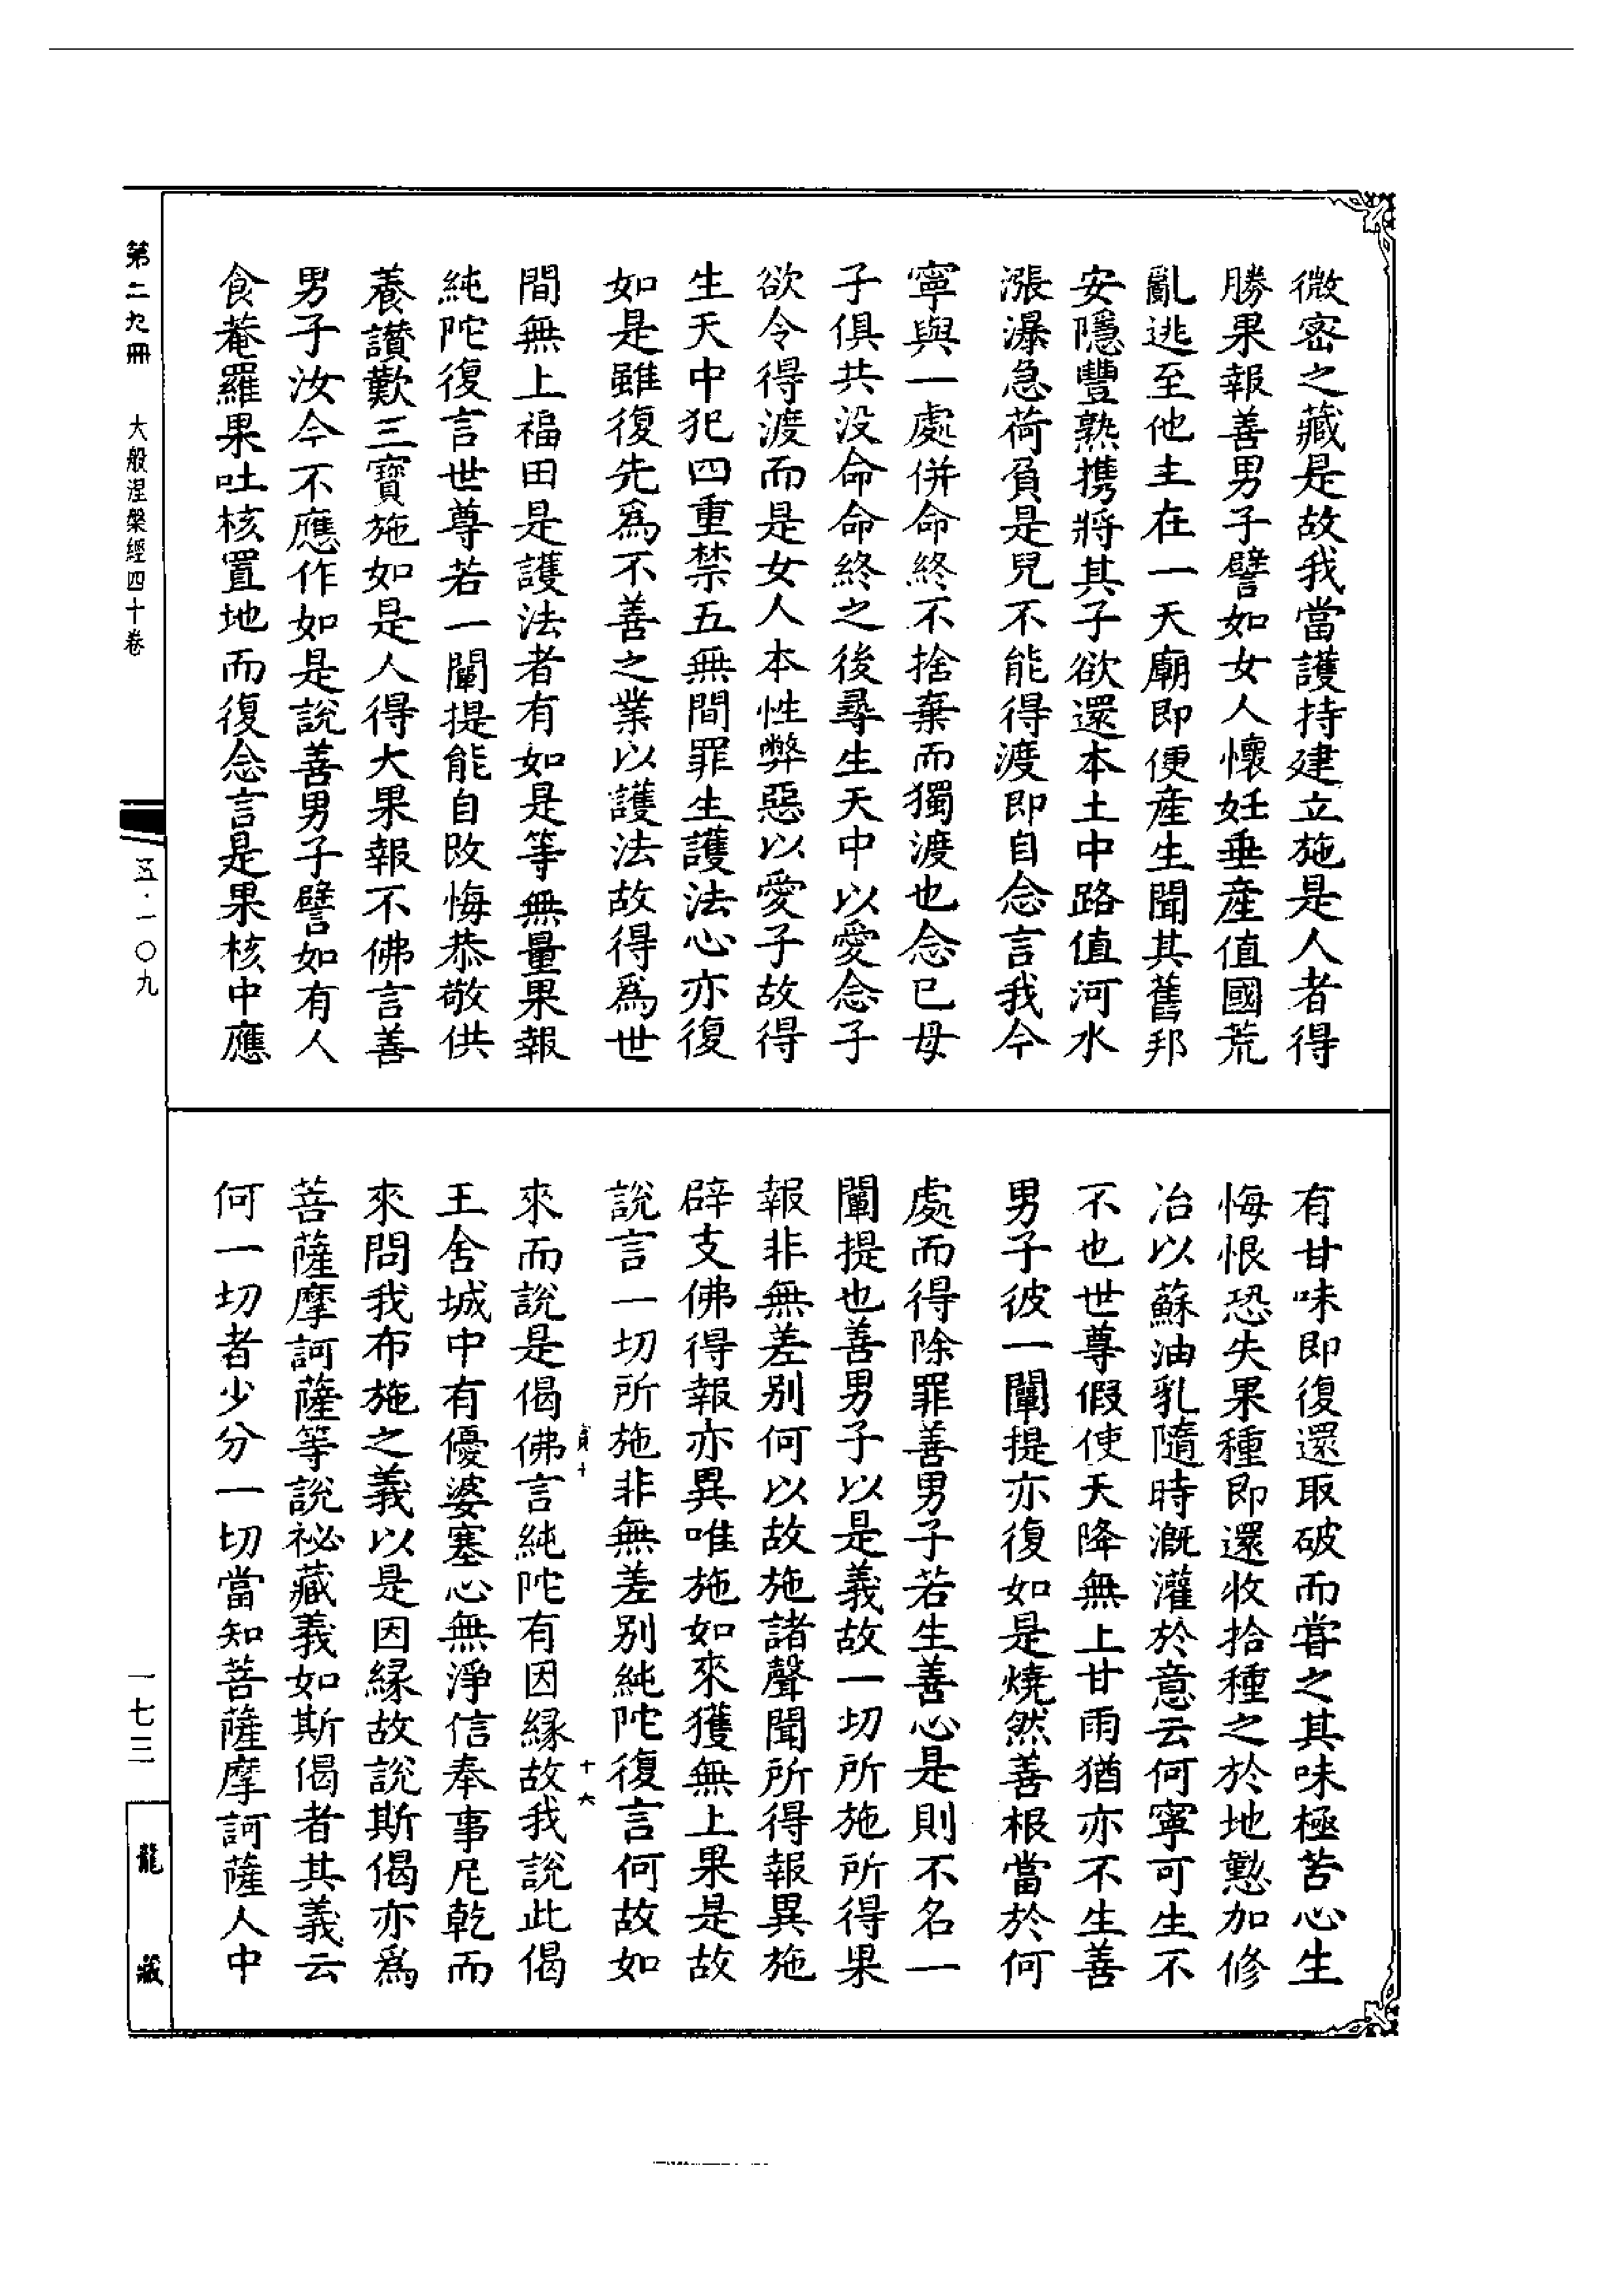 微密之藏是故我當護持建立施是人者得
勝果報善男子譬如女人懷妊垂産值國荒
亂逃至他土在一天廟即便産生聞其舊邦
安隱豐熟携將其子欲還本土中路值河水
漲瀑急荷負是兒不能得渡即自念言我今
寧與一處併命終不捨棄而獨渡也念已母
子俱共没命命終之後尋生天中以愛念子
欲令得渡而是女人本性弊惡以愛子故得
生天中犯四重禁五無間罪生護法心亦復
如是雖復先爲不善之業以護法故得爲世
間無上福田是護法者有如是等無量果報
純陀復言世尊若一闡提能自改悔恭敬供
養讃歎三寶施如是人得大果報不佛言善
男子汝今不應作如是說善男子譬如有人
食菴羅果吐核置地而復念言是果核中應
有甘味即復還取破而嘗之其味極苦心生
悔恨恐失果種即還收拾種之於地懃加修
治以蘇油乳隨時溉灌於意云何寧可生不
不也世尊假使天降無上甘雨猶亦不生善
男子彼一闡提亦復如是燒然善根當於何
處而得除罪善男子若生善心是則不名一
闡提也善男子以是義故一切所施所得果
報非無差别何以故施諸聲聞所得報異施
辟支佛得報亦異唯施如來獲無上果是故
說言一切所施非無差别純陀復言何故如
貞十
十六
來而說是偈佛言純陀有因緣故我說此偈
王舍城中有優婆塞心無淨信奉事尼乾而
來問我布施之義以是因緣故說斯偈亦爲
菩薩摩訶薩等說祕藏義如斯偈者其義云
何一切者少分一切當知菩薩摩訶薩人中
第二九冊 大般涅槃經四十卷
五·一〇九
一七三
龍藏